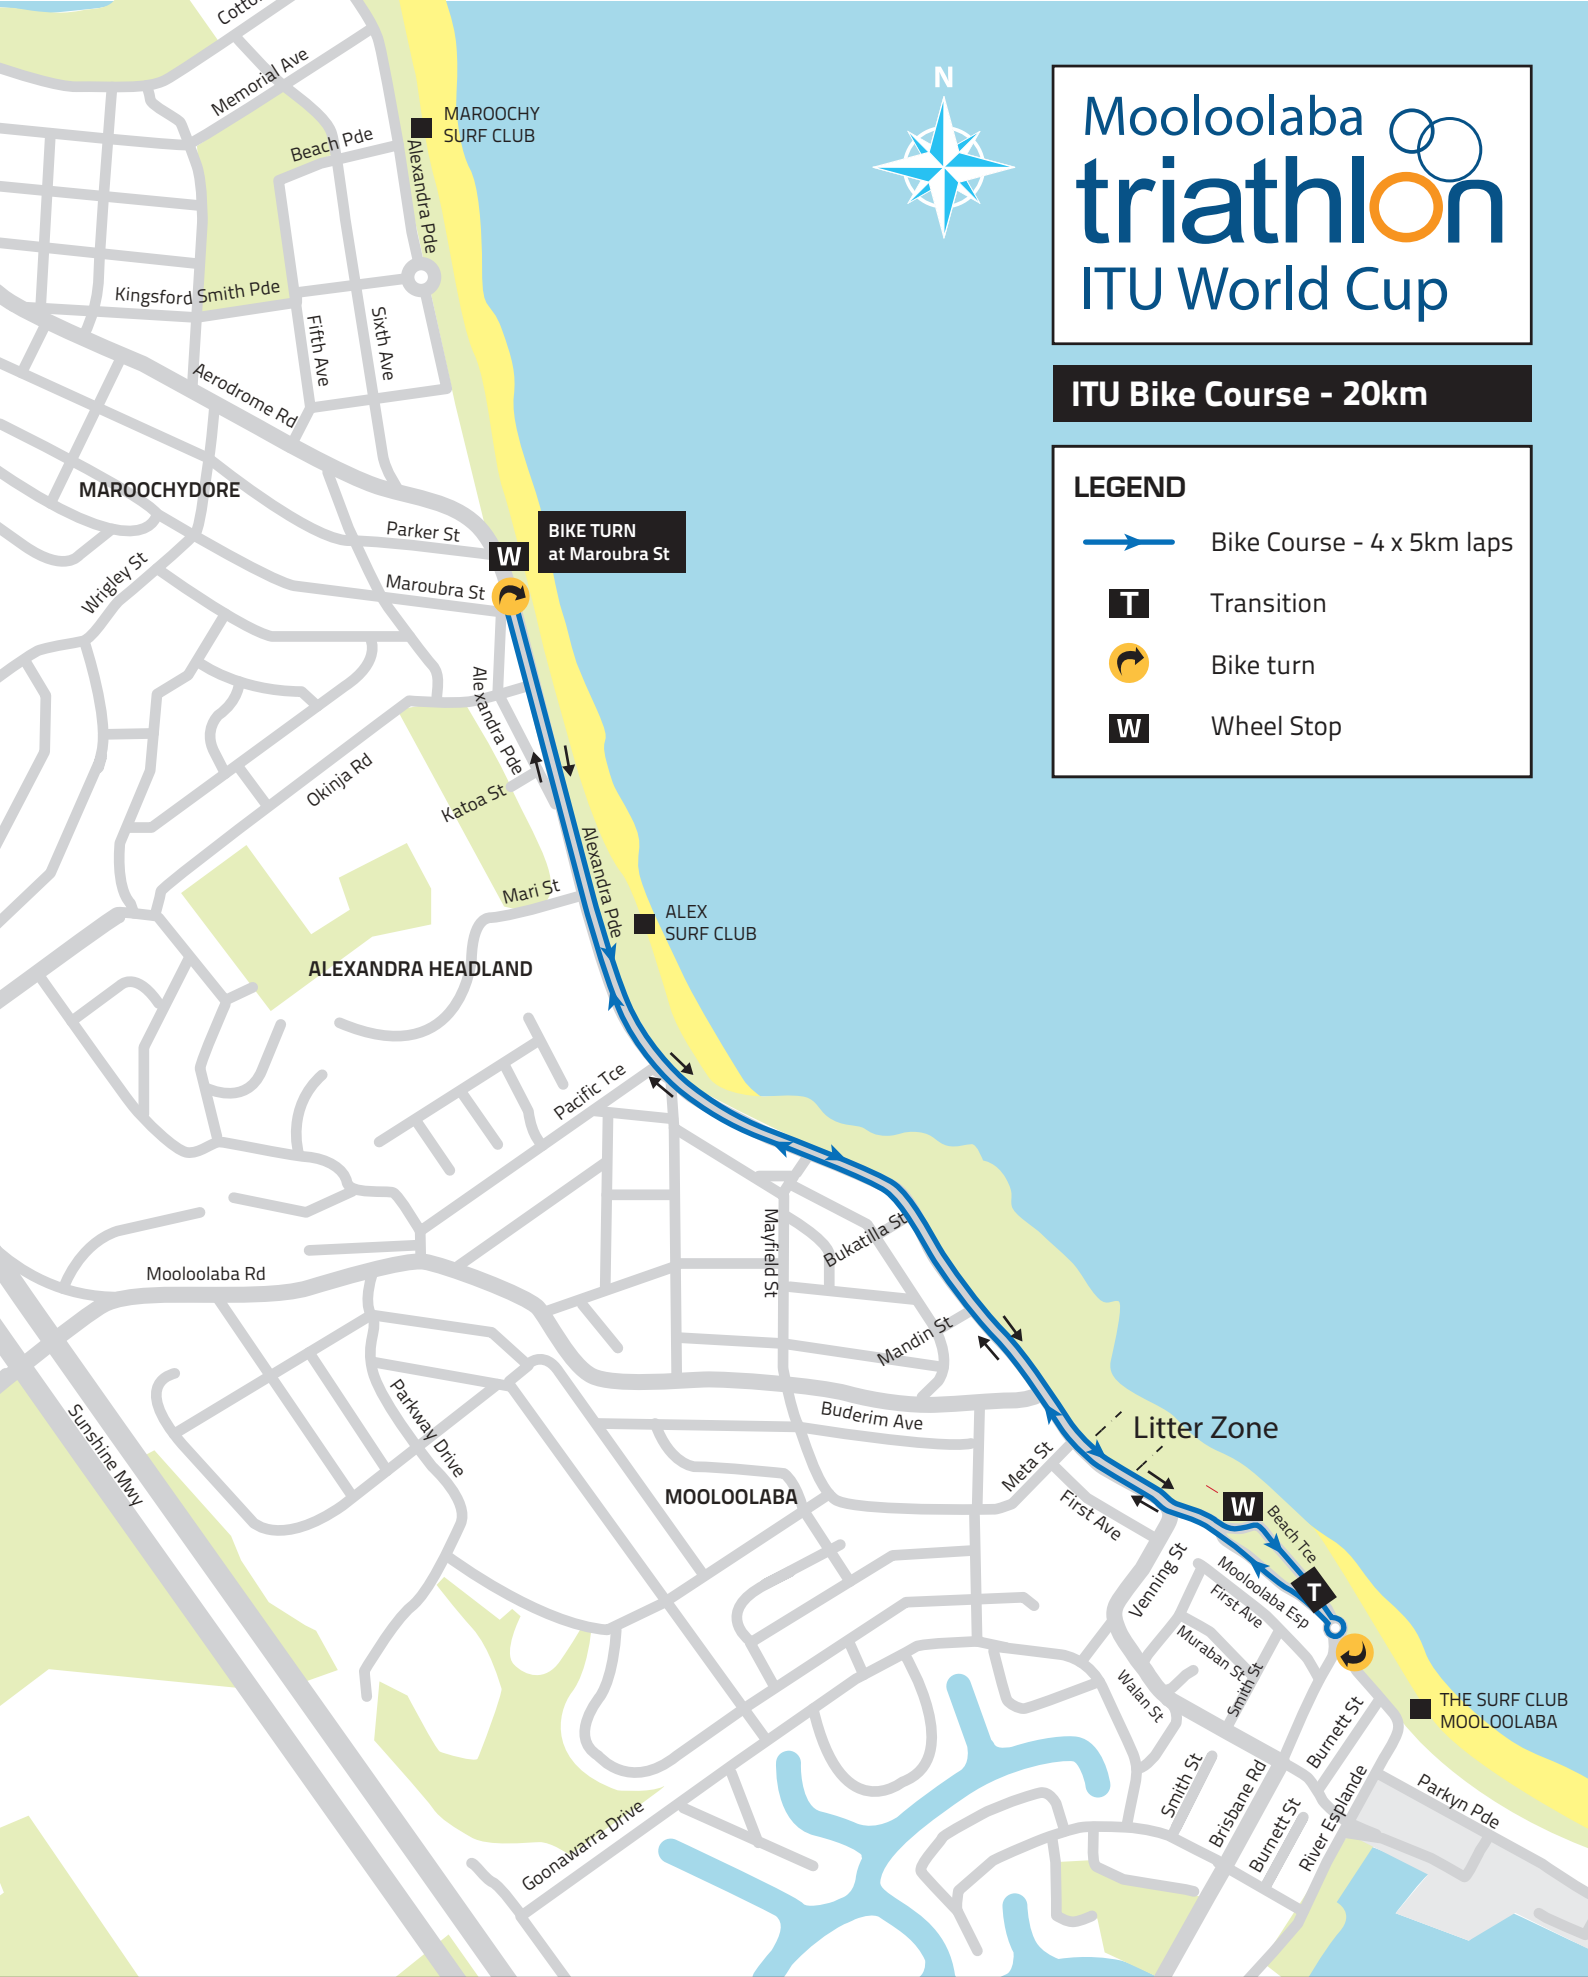 Memorial Ave
MAROOCHY
SURF CLUB
Beach Pde
Alexandra Pde
N
Mooloolaba
triathlon
ITU World Cup
Kingsford Smith Pde
Fifth Ave
Sixth Ave
Aerodrome Rd
ITU Bike Course - 20km
LEGEND
Bike Course - 4 x 5km laps
T
Transition
Bike turn
W
Wheel Stop
MAROOCHYDORE
Parker St
W
BIKE TURN
at Maroubra St
Wrigley St
Maroubra St
Alexandra Pde
Okinja Rd
Katoa St
Alexandra Pde
Mari St
ALEX
SURF CLUB
ALEXANDRA HEADLAND
Pacific Tce
Mayfield St
Bukatilla St
Mooloolaba Rd
Mandin St
Sunshine Mwy
Parkway Drive
Buderim Ave
Litter Zone
Meta St
MOOLOOLABA
First Ave
W
Beach Tce
Venning St
Mooloolaba Esp
T
First Ave
Muraban St
Smith St
Walan St
THE SURF CLUB
MOOLOOLABA
Burnett St
Smith St
Brisbane Rd
Burnett St
River Esplande
Parkyn Pde
Goonawarra Drive